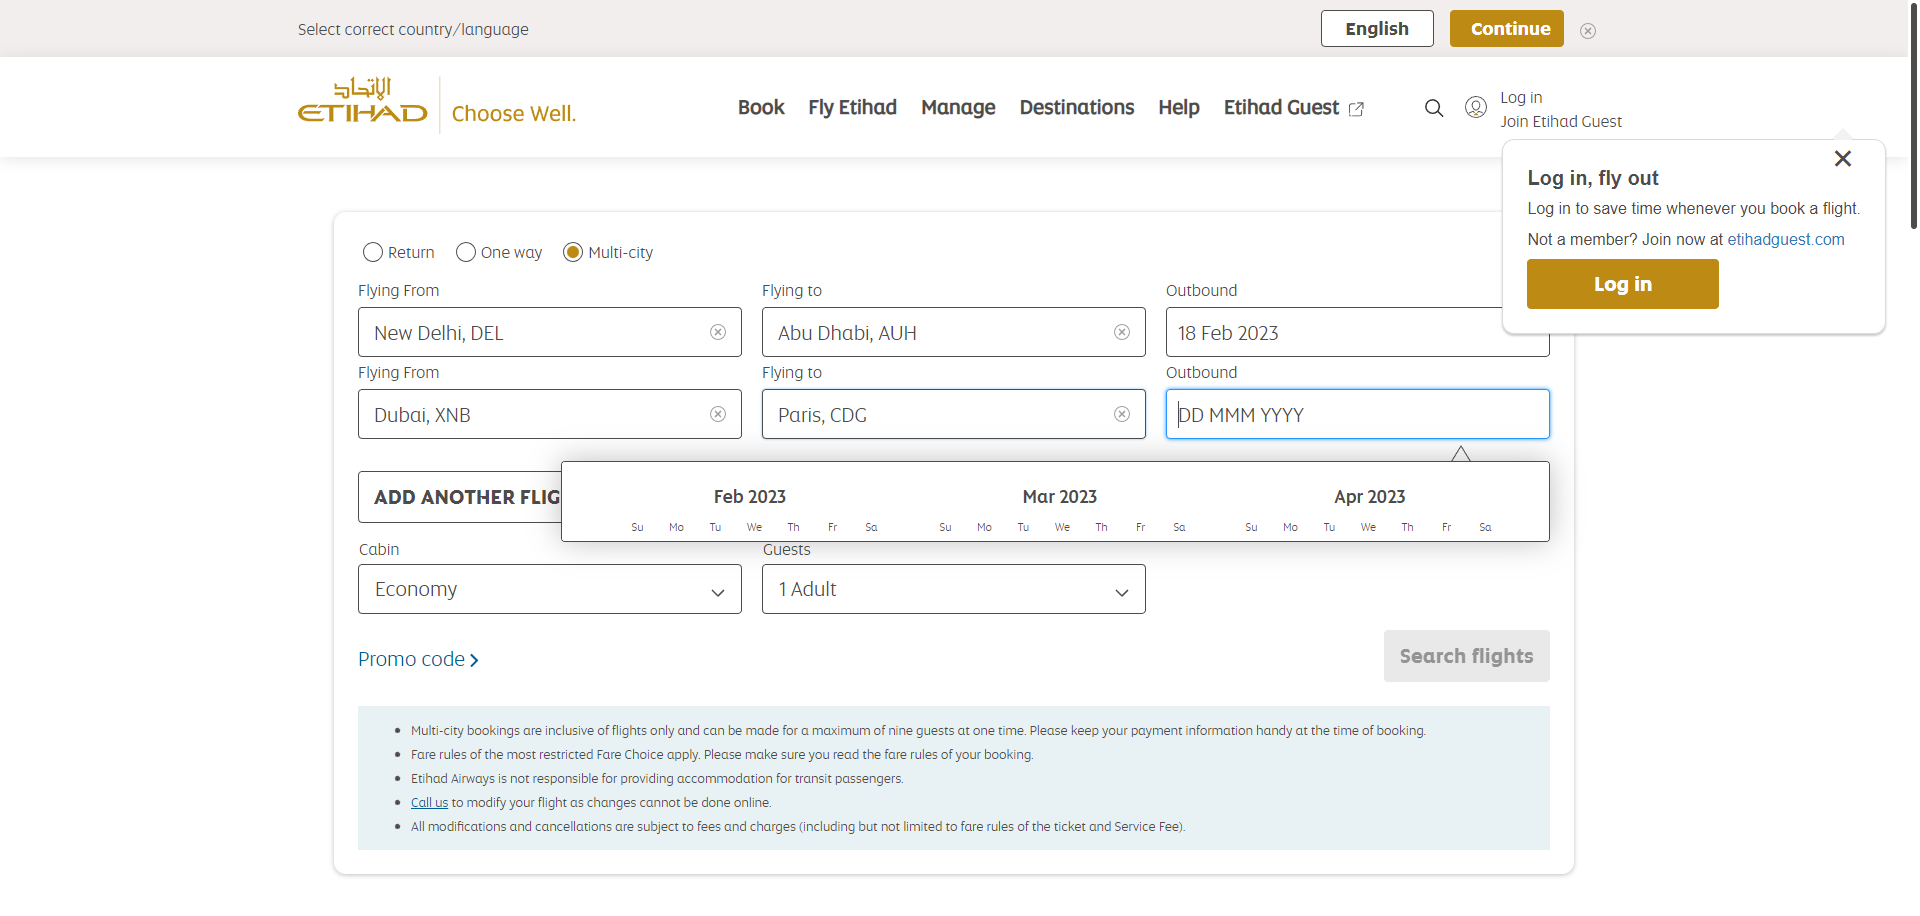 Select correct country/language
English
Continue
الإتحاد
ETIHAD
Choose Well.
Book
Fly Etihad
Manage
Destinations
Help
Etihad Guest
Log in
Join Etihad Guest
Log in, fly out
Log in to save time whenever you book a flight.
Not a member? Join now at etihadguest.com
Log in
Return
One way
Multi-city
Flying From
Flying to
Outbound
New Delhi, DEL
Abu Dhabi, AUH
18 Feb 2023
Flying From
Flying to
Outbound
Dubai, XNB
Paris, CDG
DD MMM YYYY
ADD ANOTHER FLIG
Feb 2023
Mar 2023
Apr 2023
Su Mo Tu We Th Fr Sa
Su Mo Tu We Th Fr Sa
Su Mo Tu We Th Fr Sa
Cabin
Guests
Economy
1 Adult
Promo code
Search flights
Multi-city bookings are inclusive of flights only and can be made for a maximum of nine guests at one time. Please keep your payment information handy at the time of booking.
Fare rules of the most restricted Fare Choice apply. Please make sure you read the fare rules of your booking.
Etihad Airways is not responsible for providing accommodation for transit passengers.
Call us to modify your flight as changes cannot be done online.
All modifications and cancellations are subject to fees and charges (including but not limited to fare rules of the ticket and Service Fee).